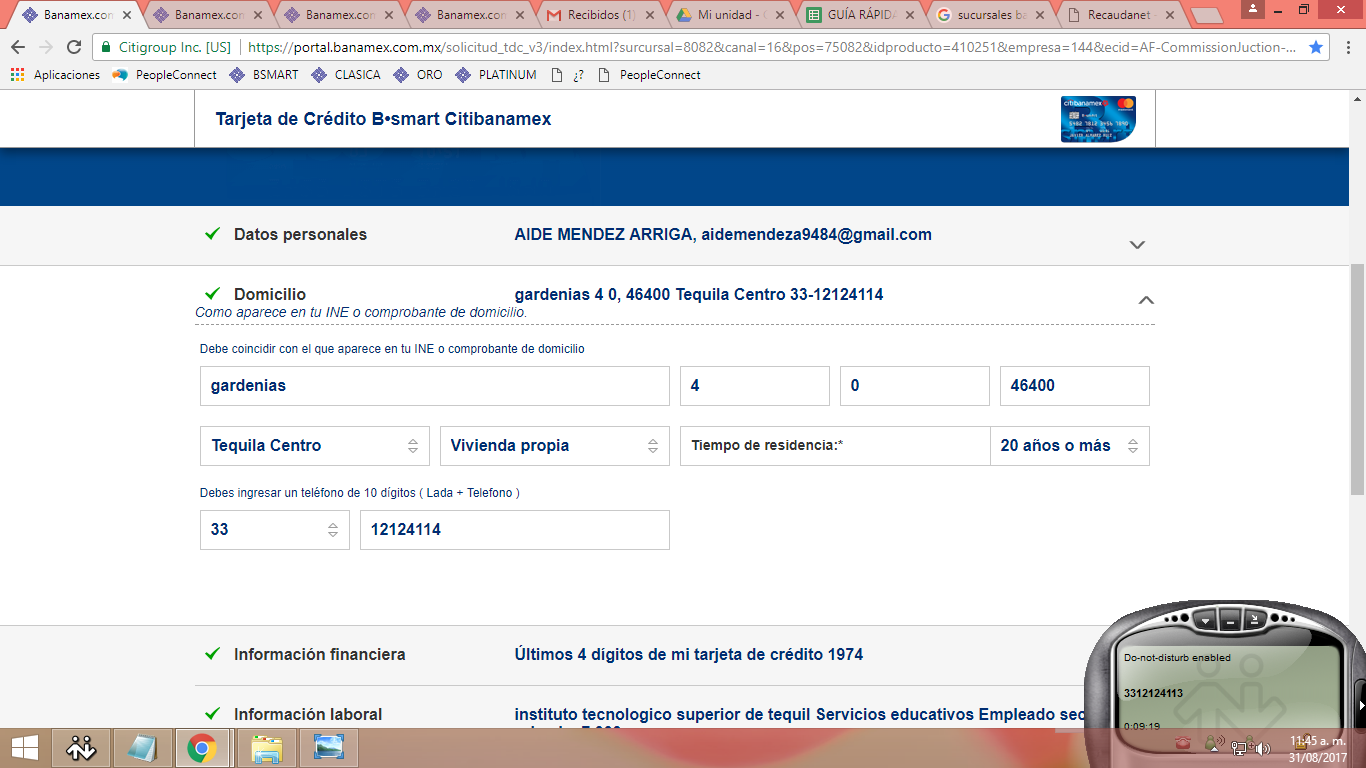 Banamex.con
Banamex.con
Banamex.con
Banamex.con
Recibidos (1)
Mi unidad -
GUÍA RÁPID
sucursales ba
Recaudanet
Citigroup Inc. [US]
https://portal.banamex.com.mx/solicitud_tdc_v3/index.html?surcursal=8082&canal=16&pos=75082&idproducto=410251&empresa=144&ecid=AF-CommissionJuction-...
Aplicaciones PeopleConnect BSMART CLASICA ORO PLATINUM ¿? PeopleConnect
Tarjeta de Crédito B•smart Citibanamex
citibanamex
Datos personales AIDE MENDEZ ARRIGA, aidemendeza9484@gmail.com
Domicilio gardenias 4 0, 46400 Tequila Centro 33-12124114
Como aparece en tu INE o comprobante de domicilio.
Debe coincidir con el que aparece en tu INE o comprobante de domicilio
gardenias 4 0 46400
Tequila Centro Vivienda propia Tiempo de residencia:* 20 años o más
Debes ingresar un teléfono de 10 dígitos ( Lada + Telefono )
33 12124114
Información financiera Últimos 4 dígitos de mi tarjeta de crédito 1974
Información laboral instituto tecnologico superior de tequil Servicios educativos Empleado sec
Do-not-disturb enabled
3312124113
0:09:19
11:45 a. m.
31/08/2017